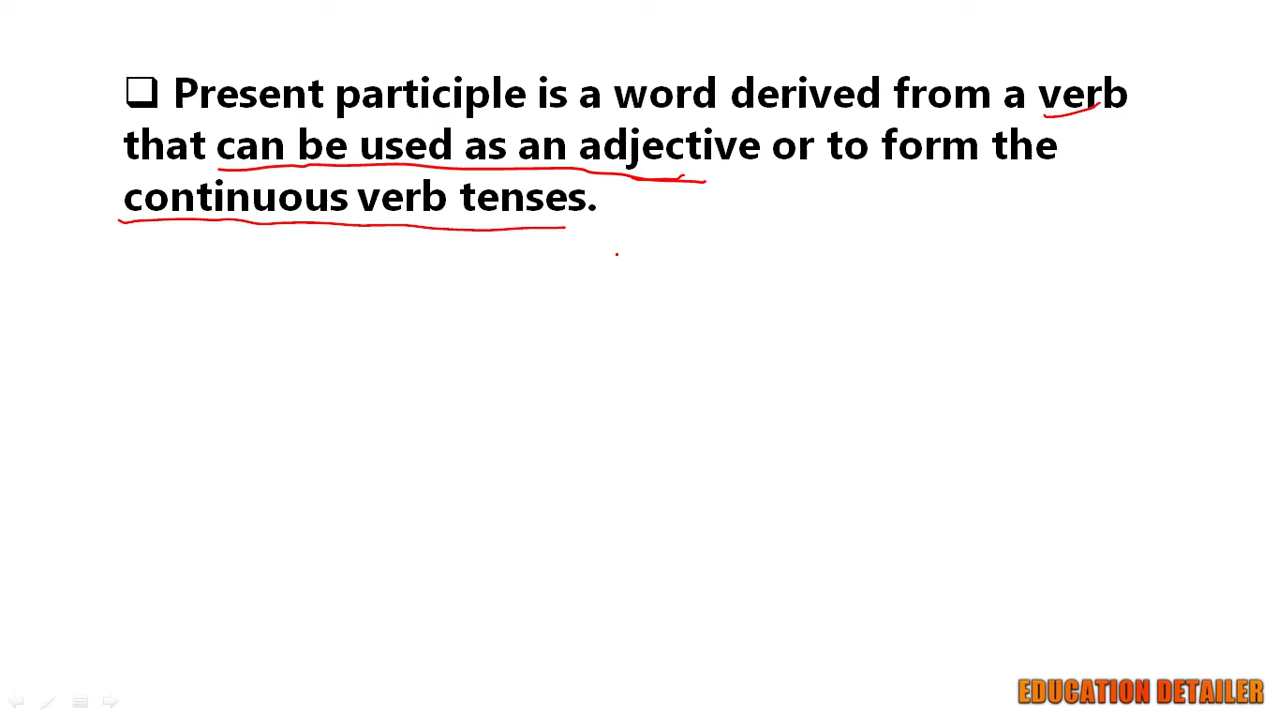 ❑ Present participle is a word derived from a verb
that can be used as an adjective or to form the
continuous verb tenses.
EDUCATION DETAILER